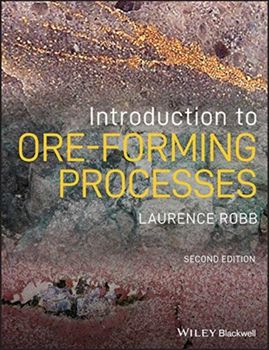 Introduction to
ORE-FORMING
PROCESSES
LAURENCE ROBB
SECOND EDITION
WILEY Blackwell